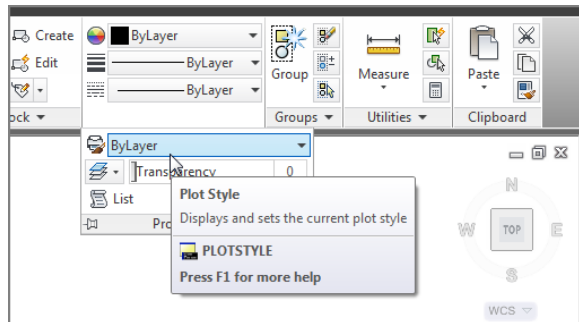 Create
ByLayer
Edit
ByLayer
ByLayer
Group
Measure
Paste
ock
Groups
Utilities
Clipboard
ByLayer
Transparency
0
List
Pro
Plot Style
Displays and sets the current plot style
PLOTSTYLE
Press F1 for more help
N
W
TOP
E
S
WCS